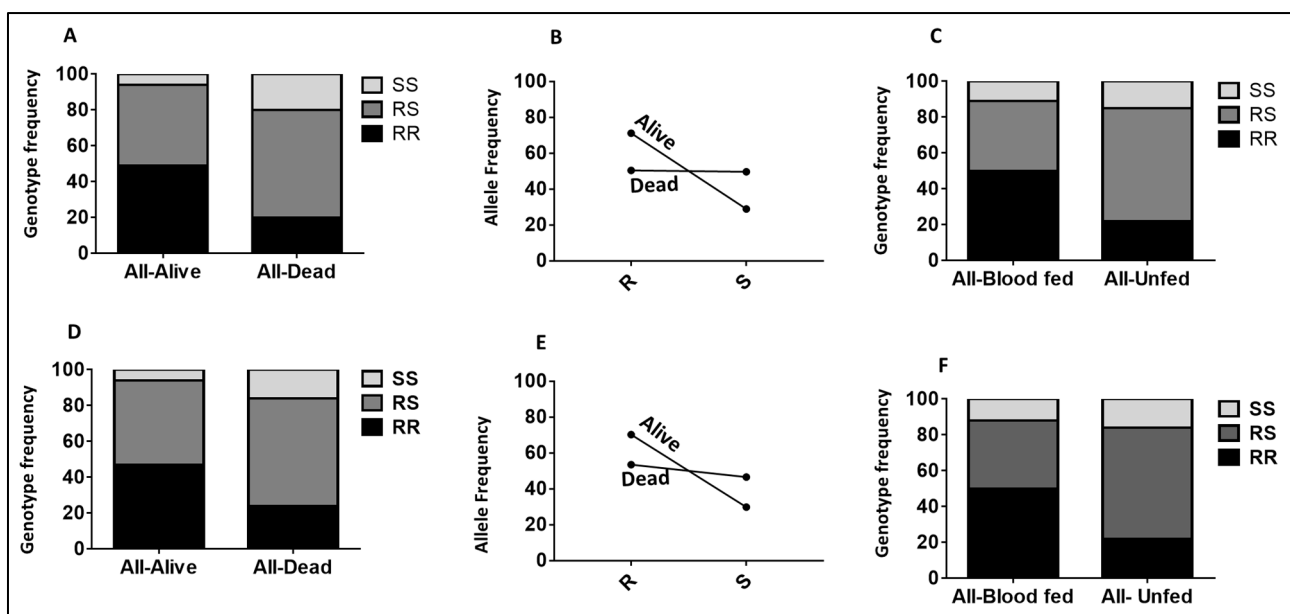 A
Genotype frequency
100
80
60
40
20
0
SS
RS
RR
All-Alive All-Dead
B
Allele Frequency
100
80
60
40
20
0
Alive
Dead
R S
C
Genotype frequency
100
80
60
40
20
0
SS
RS
RR
All-Blood fed All-Unfed
D
Genotype frequency
100
80
60
40
20
0
SS
RS
RR
All-Alive All-Dead
E
Allele Frequency
100
80
60
40
20
0
Alive
Dead
R S
F
Genotype frequency
100
80
60
40
20
0
SS
RS
RR
All-Blood fed All- Unfed